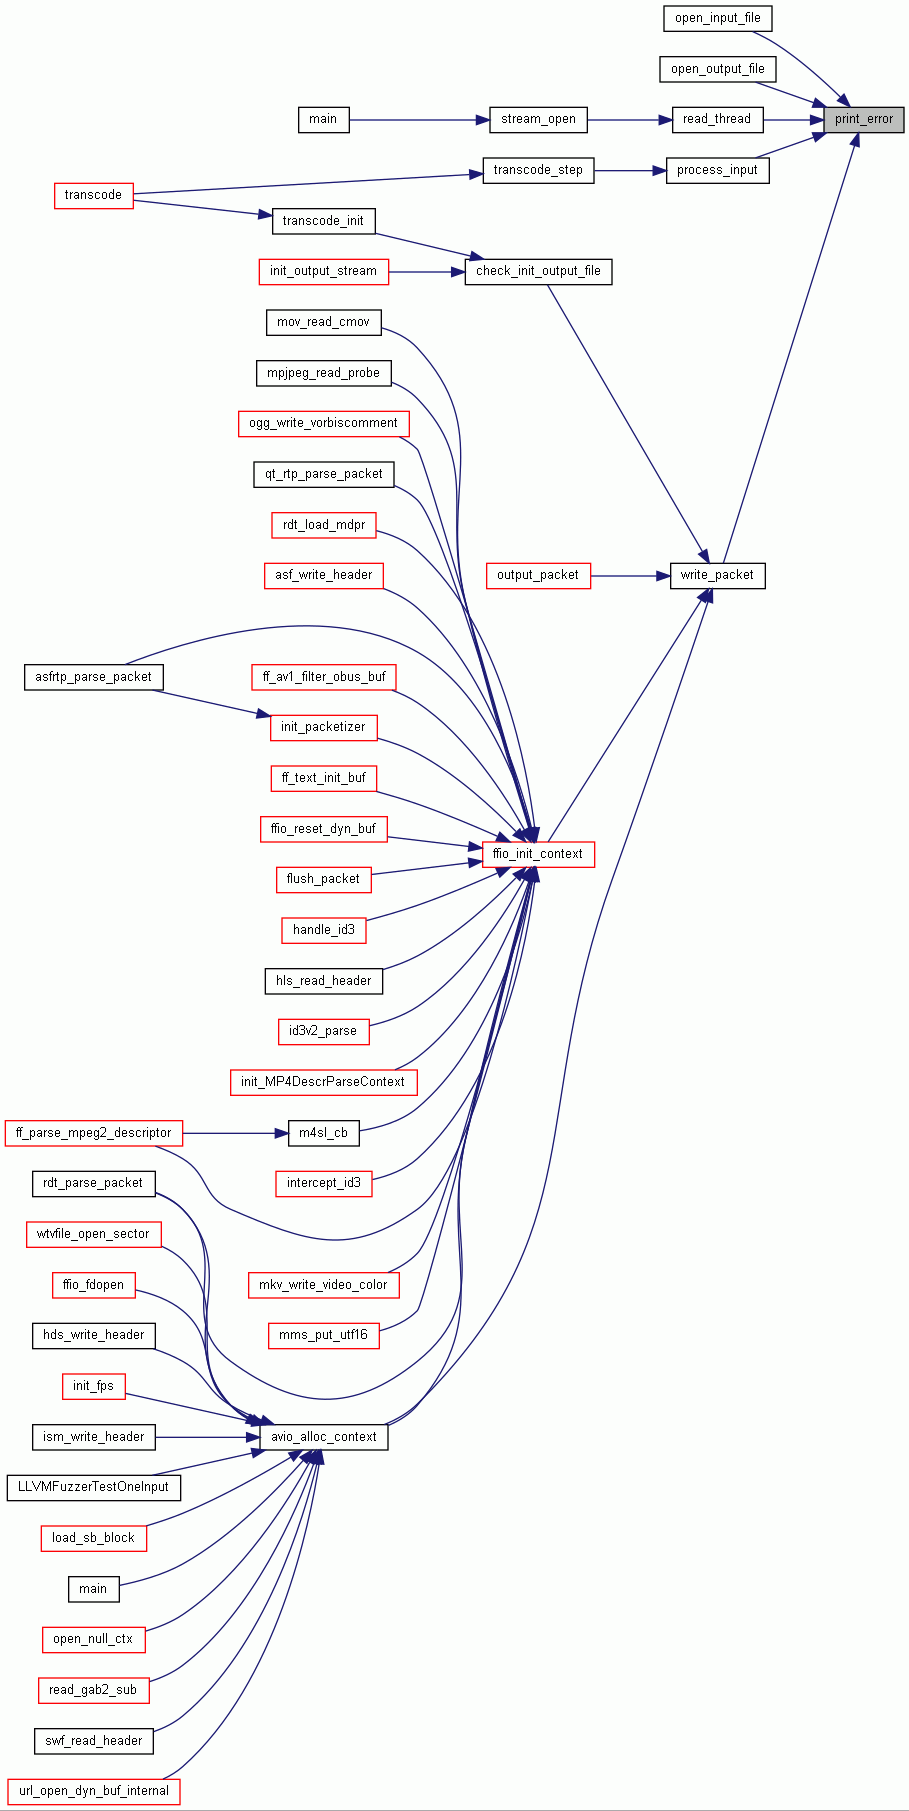 open_input_file
open_output_file
main
stream_open
read_thread
print_error
transcode_step
process_input
transcode
transcode_init
init_output_stream
check_init_output_file
mov_read_cmov
mpjpeg_read_probe
ogg_write_vorbiscomment
qt_rtp_parse_packet
rdt_load_mdpr
asf_write_header
output_packet
write_packet
asfrtp_parse_packet
ff_av1_filter_obus_buf
init_packetizer
ff_text_init_buf
ffio_reset_dyn_buf
ffio_init_context
flush_packet
handle_id3
hls_read_header
id3v2_parse
init_MP4DescrParseContext
ff_parse_mpeg2_descriptor
m4sl_cb
rdt_parse_packet
intercept_id3
wtvfile_open_sector
ffio_fdopen
mkv_write_video_color
hds_write_header
mms_put_utf16
init_fps
ism_write_header
avio_alloc_context
LLVMFuzzerTestOneInput
load_sb_block
main
open_null_ctx
read_gab2_sub
swf_read_header
url_open_dyn_buf_internal